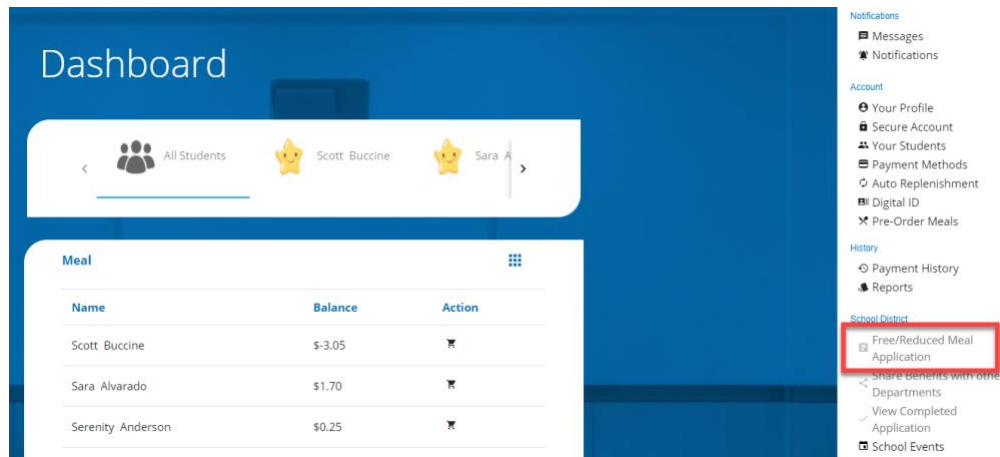 Dashboard
All Students
Scott Buccine
Sara A
Meal
Name Balance Action
Scott Buccine $-3.05
Sara Alvarado $1.70
Serenity Anderson $0.25
Notifications
Messages
Notifications
Account
Your Profile
Secure Account
Your Students
Payment Methods
Auto Replenishment
Digital ID
Pre-Order Meals
History
Payment History
Reports
School District
Free/Reduced Meal
Application
Share Benefits with othe
Departments
View Completed
Application
School Events